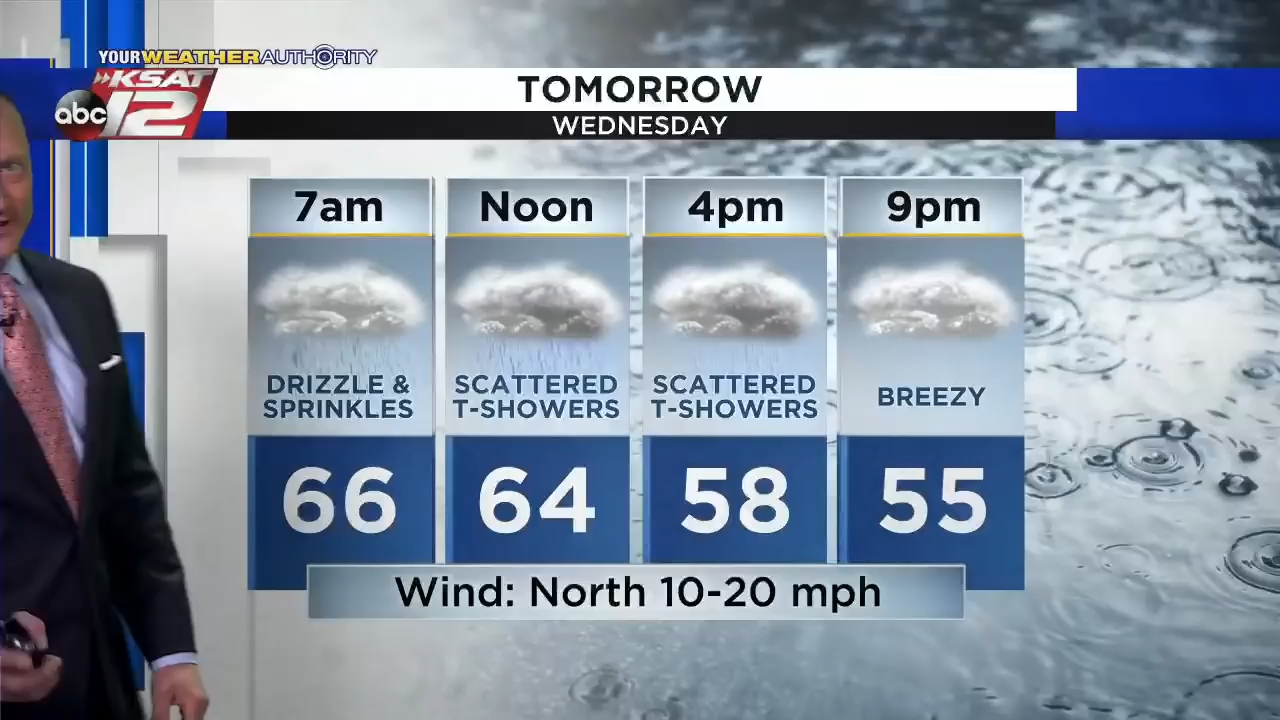 YOURWEATHERAUTHORITY
KSAT
abc 12
TOMORROW
WEDNESDAY
7am
Noon
4pm
9pm
DRIZZLE &
SPRINKLES
SCATTERED
T-SHOWERS
SCATTERED
T-SHOWERS
BREEZY
66
64
58
55
Wind: North 10-20 mph